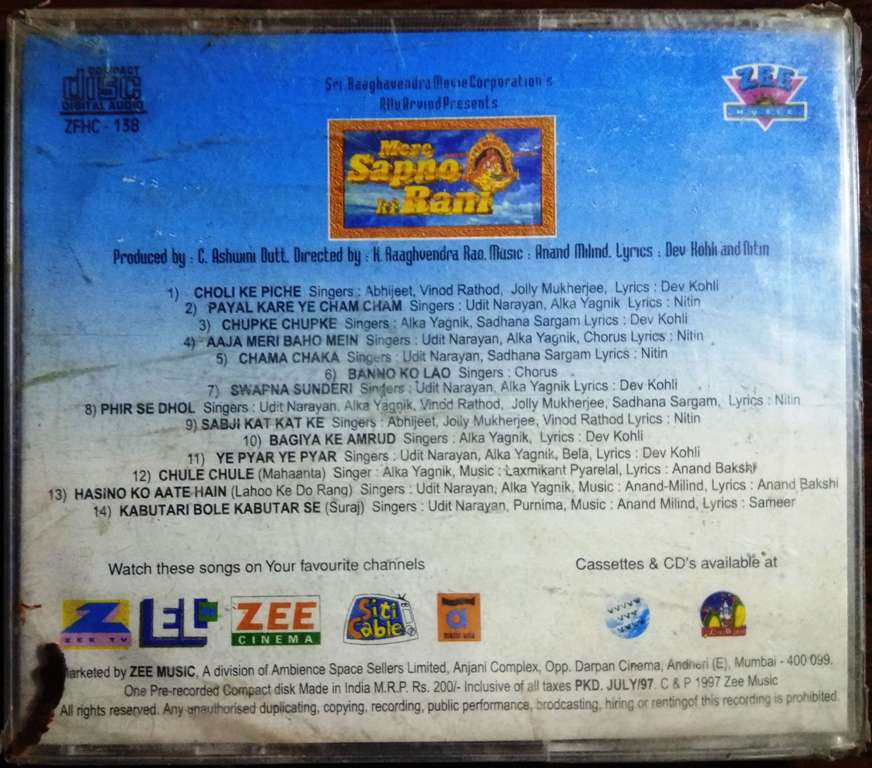 COMPACT
disc
DIGITAL AUDIO
ZFHC - 138
Sri. Raaghavendra Movie Corporation's
Allu Arvind Presents
ZEE
MUSIC
Mere
Sapno
ki Rani
Produced by : C. Ashwini Dutt. Directed by : K. Raaghvendra Rao. Music : Anand Milind. Lyrics : Dev Kohli and Nitin
1) CHOLI KE PICHE Singers : Abhijeet, Vinod Rathod, Jolly Mukherjee, Lyrics : Dev Kohli
2) PAYAL KARE YE CHAM CHAM Singers : Udit Narayan, Alka Yagnik Lyrics : Nitin
3) CHUPKE CHUPKE Singers : Alka Yagnik, Sadhana Sargam Lyrics : Dev Kohli
4) AAJA MERI BAHO MEIN Singers : Udit Narayan, Alka Yagnik, Chorus Lyrics : Nitin
5) CHAMA CHAKA Singers : Udit Narayan, Sadhana Sargam Lyrics : Nitin
6) BANNO KO LAO Singers : Chorus
7) SWAPNA SUNDERI Singers : Udit Narayan, Alka Yagnik Lyrics : Dev Kohli
8) PHIR SE DHOL Singers : Udit Narayan, Alka Yagnik, Vinod Rathod, Jolly Mukherjee, Sadhana Sargam, Lyrics : Nitin
9) SABJI KAT KAT KE Singers : Abhijeet, Jolly Mukherjee, Vinod Rathod Lyrics : Nitin
10) BAGIYA KE AMRUD Singers : Alka Yagnik, Lyrics : Dev Kohli
11) YE PYAR YE PYAR Singers : Udit Narayan, Alka Yagnik, Bela, Lyrics : Dev Kohli
12) CHULE CHULE (Mahaanta) Singer : Alka Yagnik, Music : Laxmikant Pyarelal, Lyrics : Anand Bakshi
13) HASINO KO AATE HAIN (Lahoo Ke Do Rang) Singers : Udit Narayan, Alka Yagnik, Music : Anand-Milind, Lyrics : Anand Bakshi
14) KABUTARI BOLE KABUTAR SE (Suraj) Singers : Udit Narayan, Purnima, Music : Anand Milind, Lyrics : Sameer
Watch these songs on Your favourite channels
Cassettes & CD's available at
Z
ZEE TV
EL
ZEE
CINEMA
Siti
Cable
a
arketed by ZEE MUSIC, A division of Ambience Space Sellers Limited, Anjani Complex, Opp. Darpan Cinema, Andheri (E), Mumbai - 400 099.
One Pre-recorded Compact disk Made in India M.R.P. Rs. 200/- Inclusive of all taxes PKD. JULY/97. C & P 1997 Zee Music
All rights reserved. Any unauthorised duplicating, copying, recording, public performance, brodcasting, hiring or rentingof this recording is prohibited.